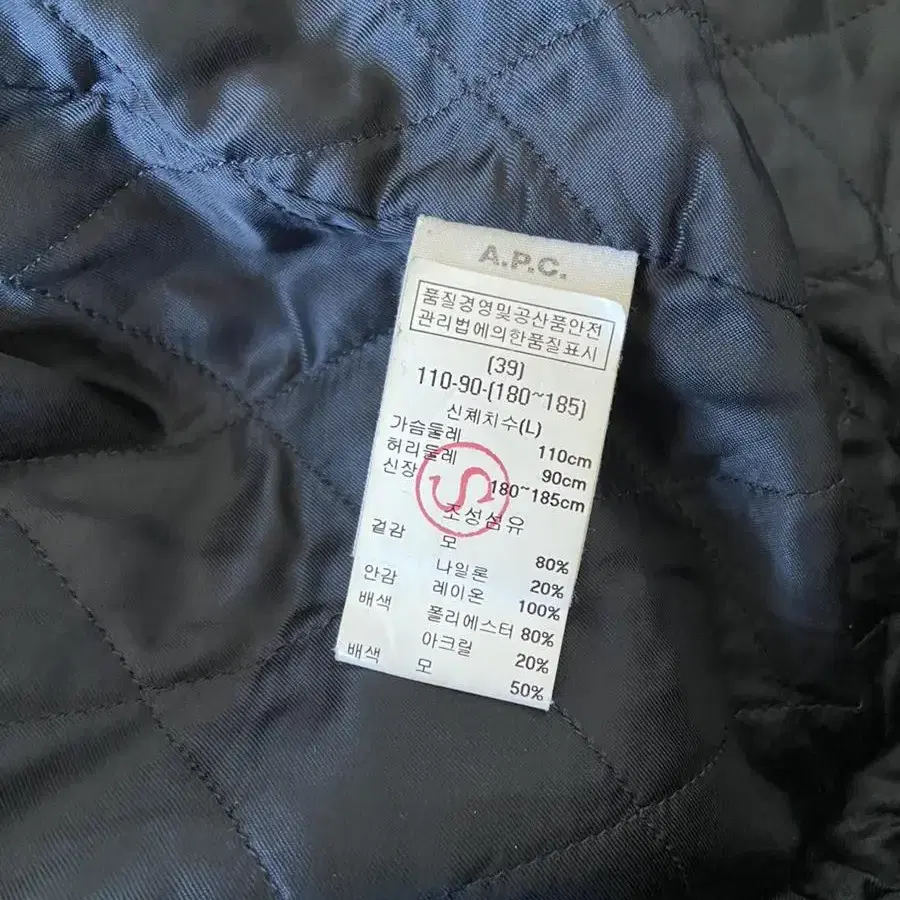 A.P.C.
품질경영및공산품안전
관리법에의한품질표시
(39)
110-90-(180~185)
신체치수(L)
가슴둘레 110cm
허리둘레 90cm
신장 180~185cm
S
조성섬유
겉감 모 80%
나일론 20%
안감 레이온 100%
배색 폴리에스터 80%
아크릴 20%
배색 모 50%